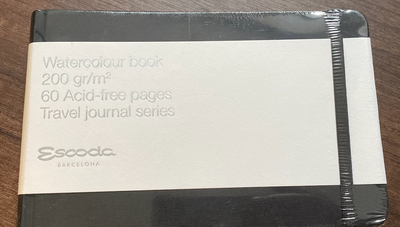 Watercolour book
200 gr/m²
60 Acid-free pages
Travel journal series
Escoda
BARCELONA